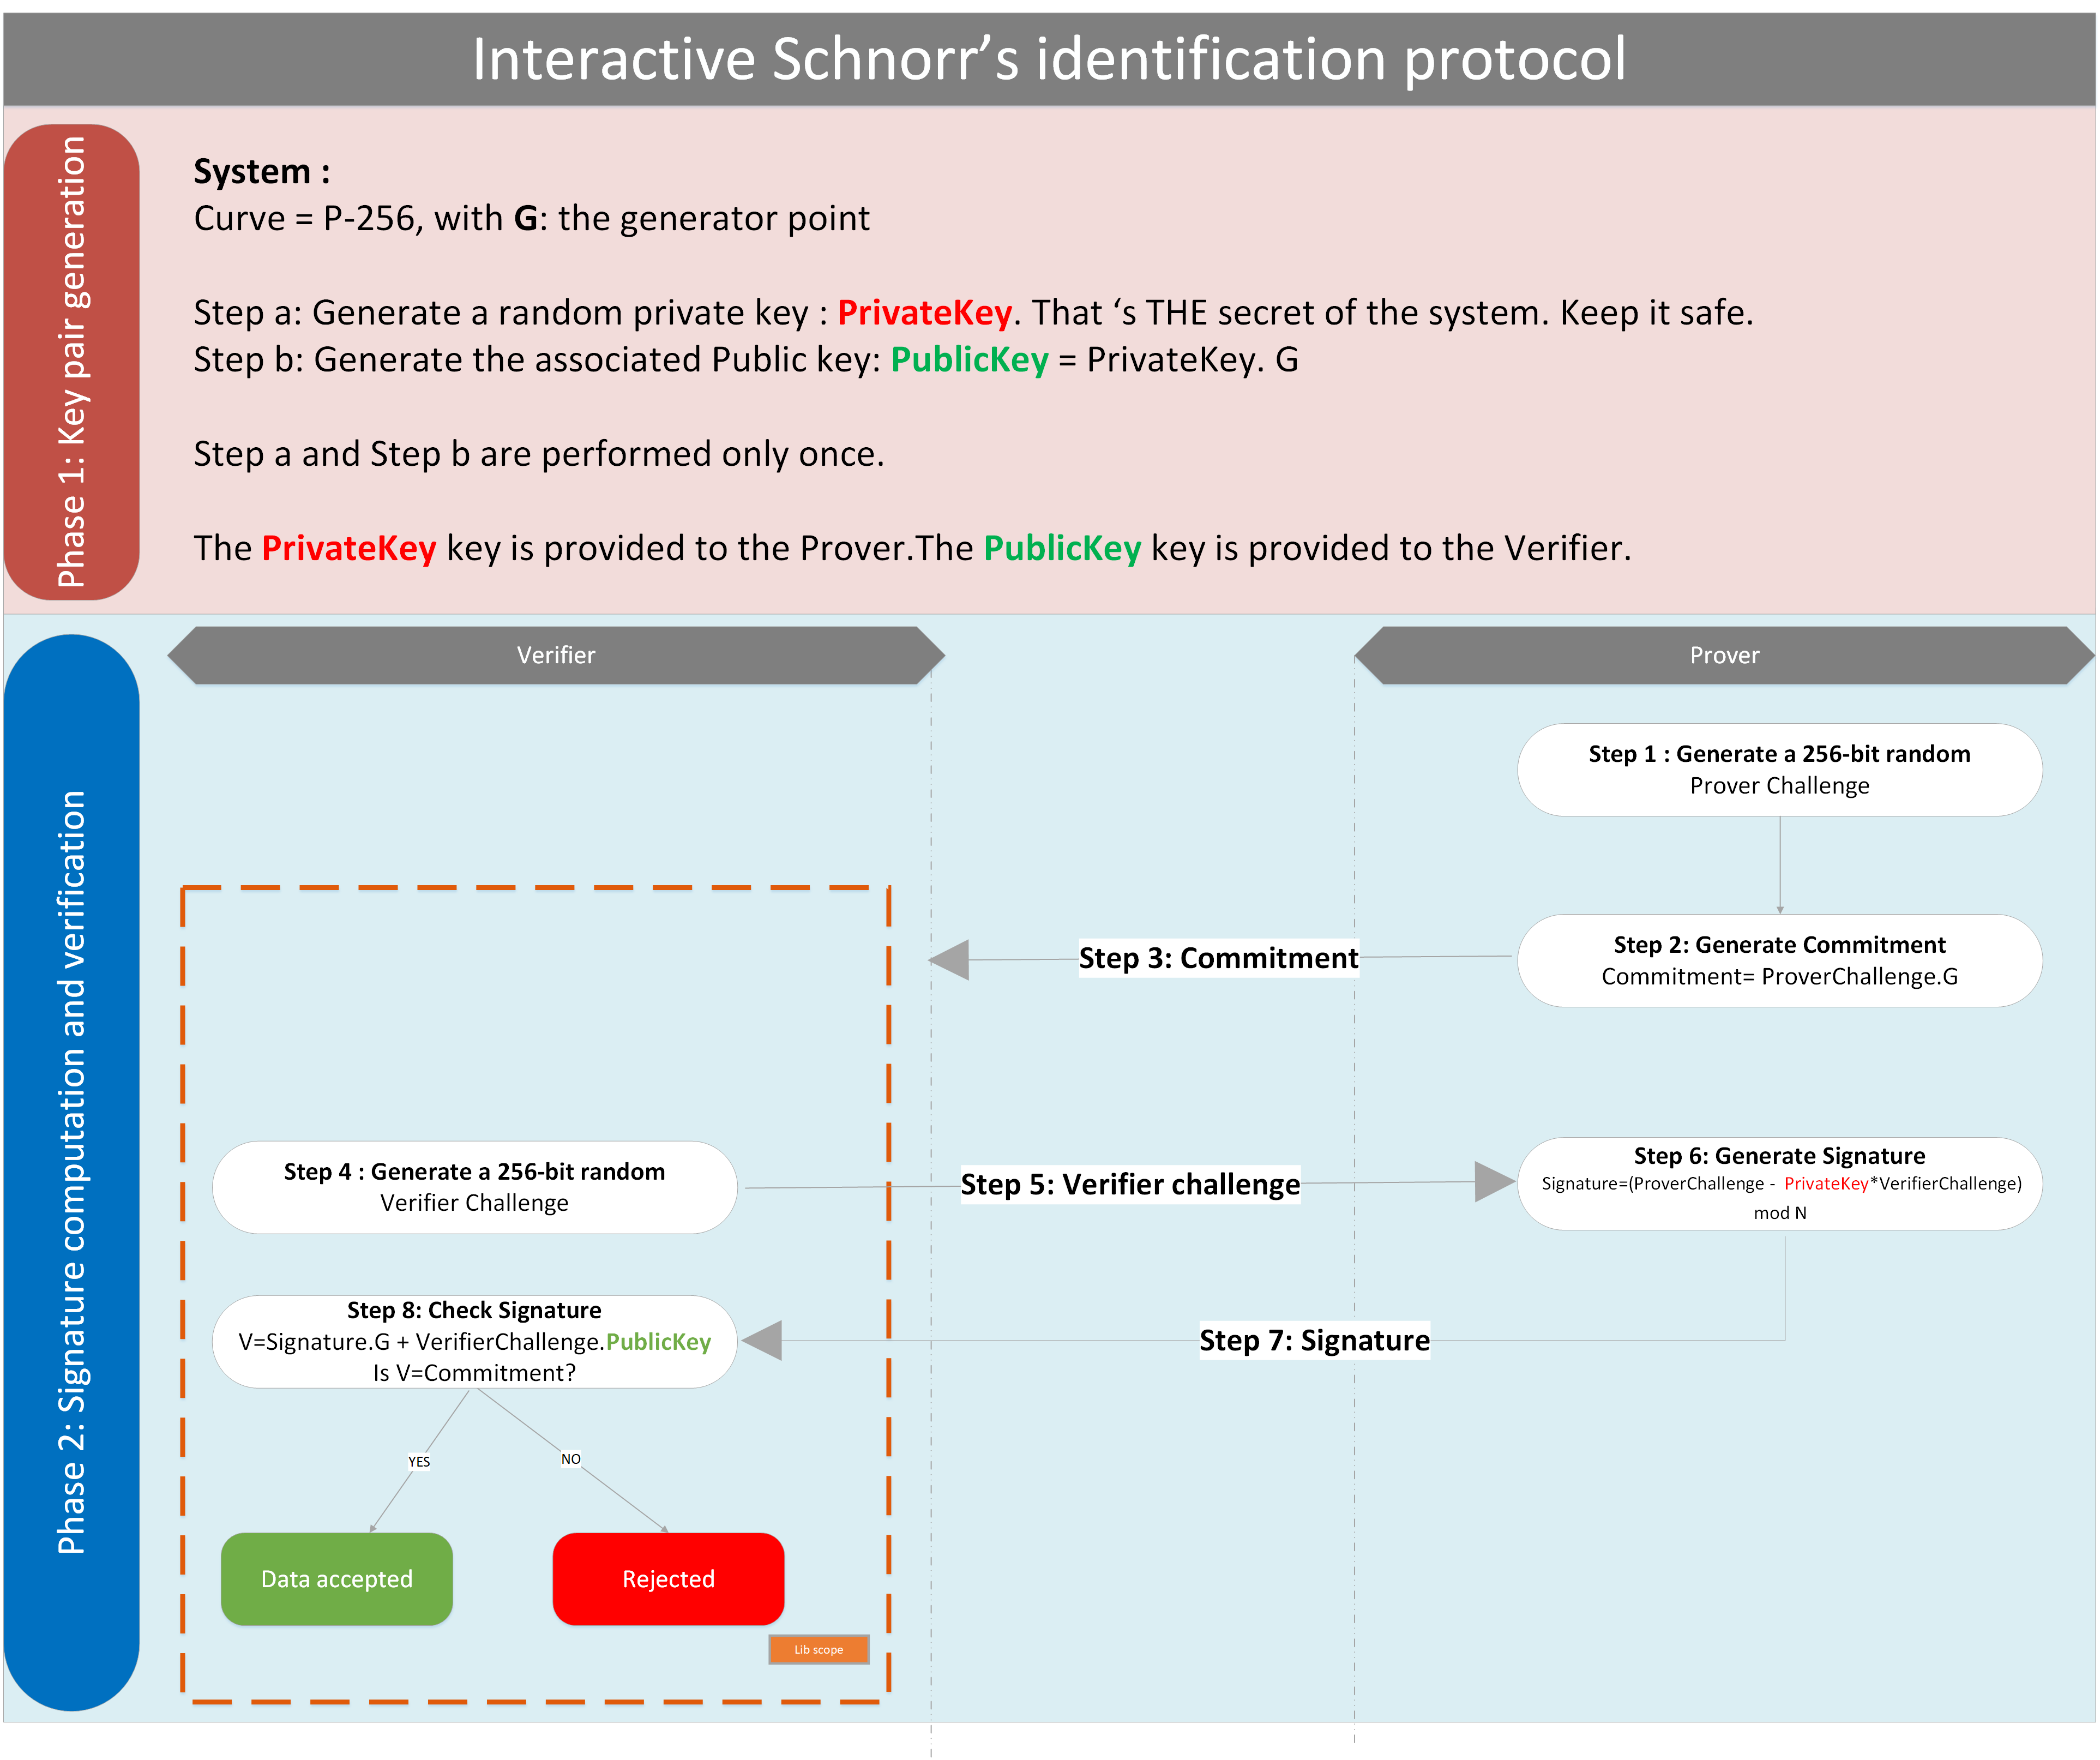 Interactive Schnorr’s identification protocol
Phase 1: Key pair generation
System :
Curve = P-256, with G: the generator point
Step a: Generate a random private key : PrivateKey. That ‘s THE secret of the system. Keep it safe.
Step b: Generate the associated Public key: PublicKey = PrivateKey. G
Step a and Step b are performed only once.
The PrivateKey key is provided to the Prover.The PublicKey key is provided to the Verifier.
Phase 2: Signature computation and verification
Verifier
Prover
Step 1 : Generate a 256-bit random
Prover Challenge
Step 2: Generate Commitment
Commitment= ProverChallenge.G
Step 3: Commitment
Step 4 : Generate a 256-bit random
Verifier Challenge
Step 5: Verifier challenge
Step 6: Generate Signature
Signature=(ProverChallenge - PrivateKey*VerifierChallenge)
mod N
Step 7: Signature
Step 8: Check Signature
V=Signature.G + VerifierChallenge.PublicKey
Is V=Commitment?
YES
NO
Data accepted
Rejected
Lib scope